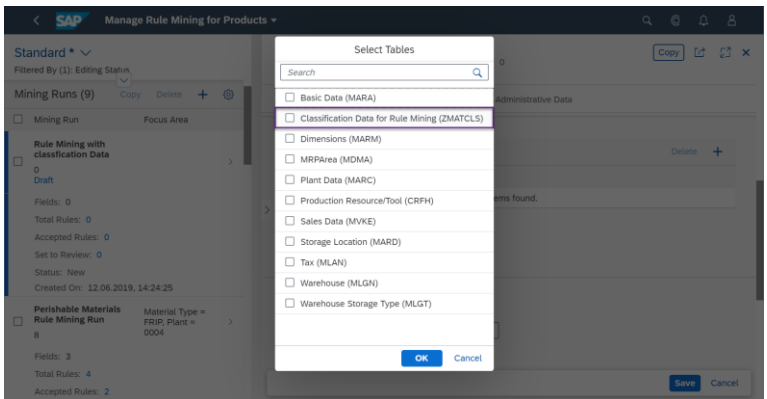 SAP Manage Rule Mining for Products
Standard *
Filtered By (1): Editing Status
Mining Runs (9) Copy Delete
Mining Run Focus Area
Rule Mining with
classfication Data
0
Draft
Fields: 0
Total Rules: 0
Accepted Rules: 0
Set to Review: 0
Status: New
Created On: 12.06.2019, 14:24:25
Perishable Materials
Rule Mining Run
8
Material Type =
FRIP, Plant =
0004
Fields: 3
Total Rules: 4
Accepted Rules: 2
Select Tables
Search
Basic Data (MARA)
Classification Data for Rule Mining (ZMATCLS)
Dimensions (MARM)
MRPArea (MDMA)
Plant Data (MARC)
Production Resource/Tool (CRFH)
Sales Data (MVKE)
Storage Location (MARD)
Tax (MLAN)
Warehouse (MLGN)
Warehouse Storage Type (MLGT)
OK Cancel
0
Copy
Administrative Data
Delete
ems found.
Save Cancel